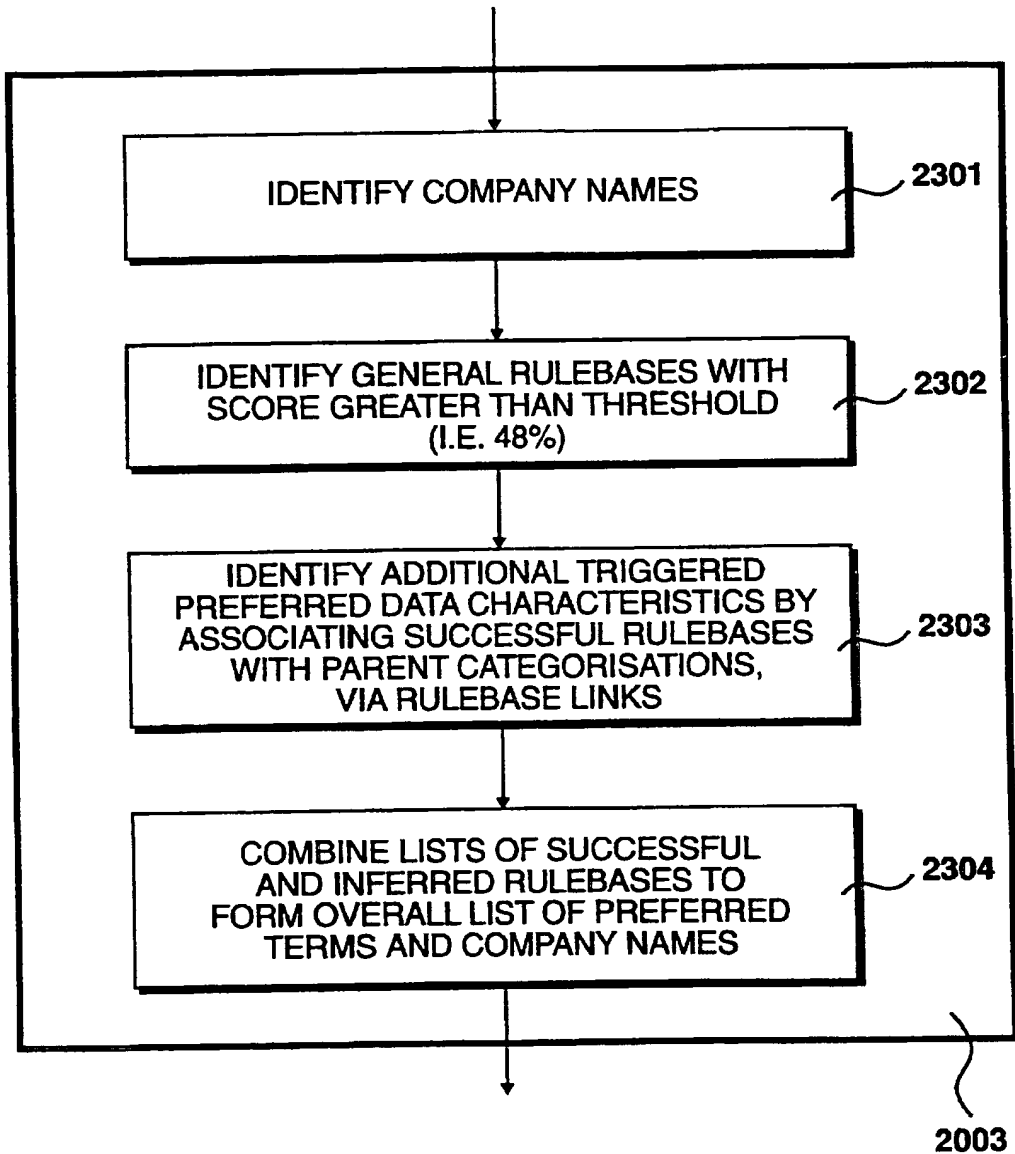 IDENTIFY COMPANY NAMES
2301
IDENTIFY GENERAL RULEBASES WITH
SCORE GREATER THAN THRESHOLD
(I.E. 48%)
2302
IDENTIFY ADDITIONAL TRIGGERED
PREFERRED DATA CHARACTERISTICS BY
ASSOCIATING SUCCESSFUL RULEBASES
WITH PARENT CATEGORISATIONS,
VIA RULEBASE LINKS
2303
COMBINE LISTS OF SUCCESSFUL
AND INFERRED RULEBASES TO
FORM OVERALL LIST OF PREFERRED
TERMS AND COMPANY NAMES
2304
2003